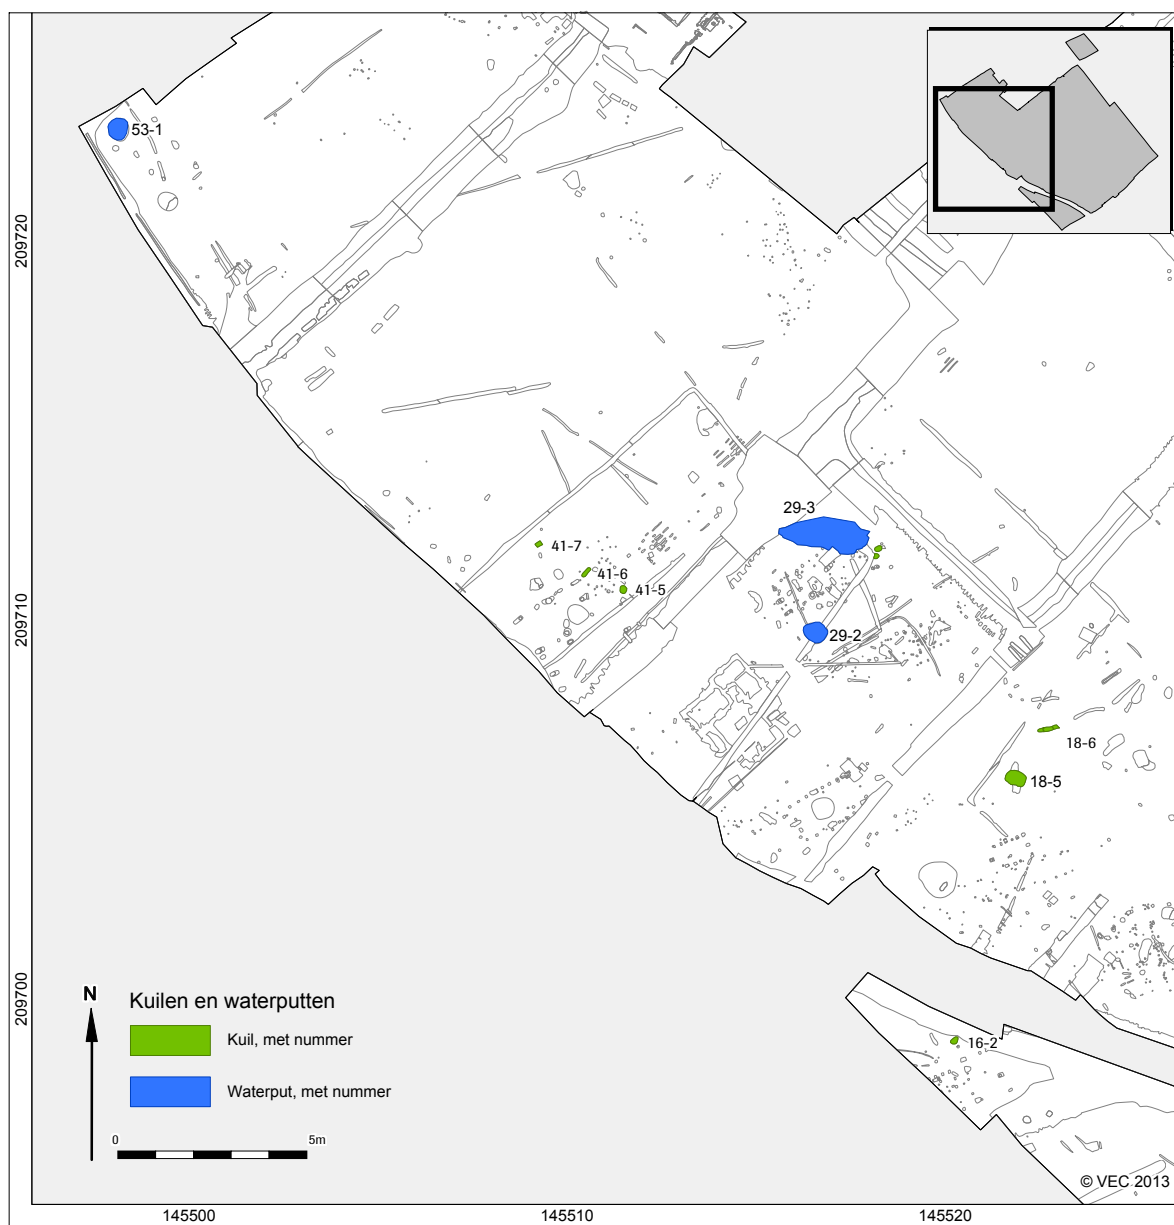 53-1
29-3
41-7
41-6
41-5
29-2
18-6
18-5
16-2
209720
209710
209700
N
Kuilen en waterputten
Kuil, met nummer
Waterput, met nummer
0 5m
© VEC 2013
145500 145510 145520